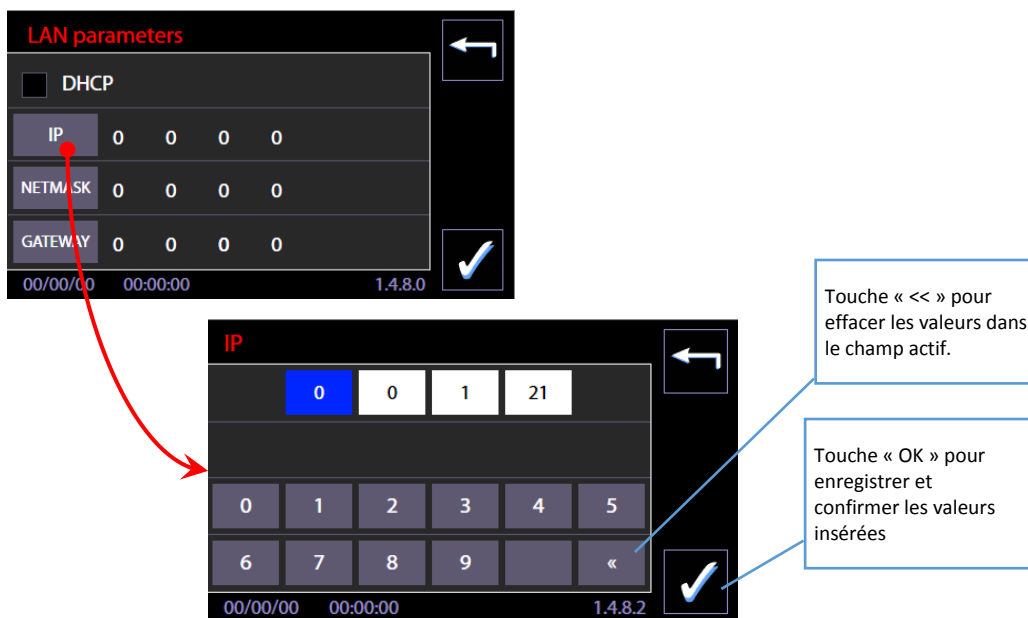 LAN parameters
DHCP
IP 0 0 0 0
NETMASK 0 0 0 0
GATEWAY 0 0 0 0
00/00/00 00:00:00 1.4.8.0
IP
0 0 1 21
0 1 2 3 4 5
6 7 8 9 «
00/00/00 00:00:00 1.4.8.2
Touche « << » pour
effacer les valeurs dans
le champ actif.
Touche « OK » pour
enregistrer et
confirmer les valeurs
insérées